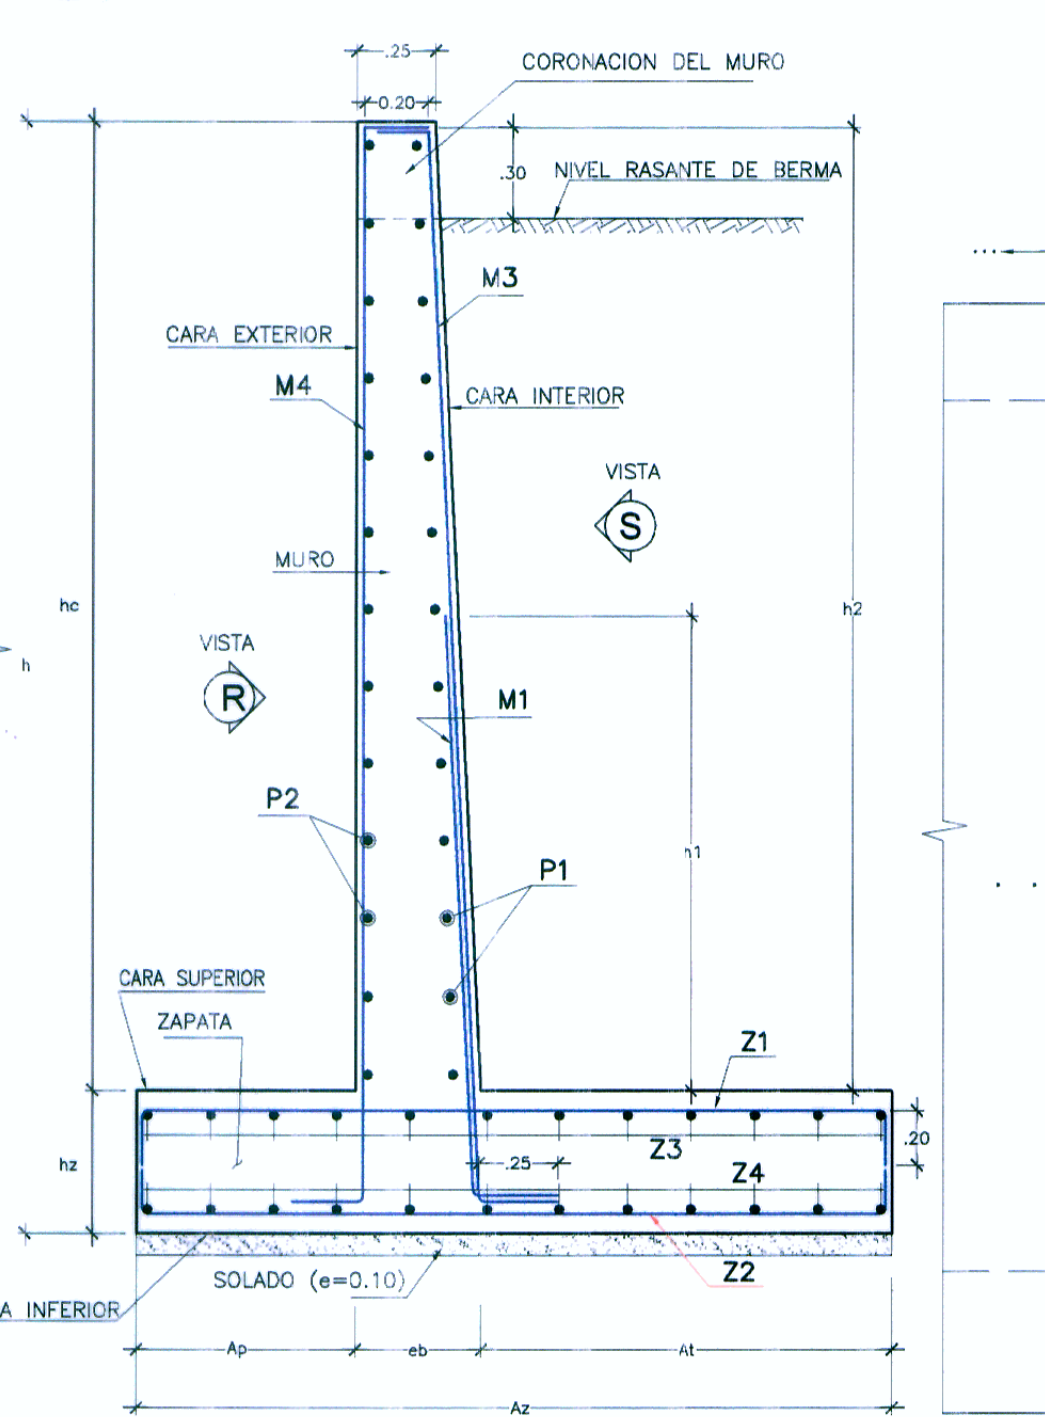 .25
CORONACION DEL MURO
0.20
.30
NIVEL RASANTE DE BERMA
M3
CARA EXTERIOR
M4
CARA INTERIOR
VISTA
S
MURO
hc
h2
VISTA
R
h
M1
P2
h1
P1
CARA SUPERIOR
ZAPATA
Z1
.20
Z3
hz
.25
Z4
SOLADO (e=0.10)
Z2
A INFERIOR
Ap
eb
At
Az